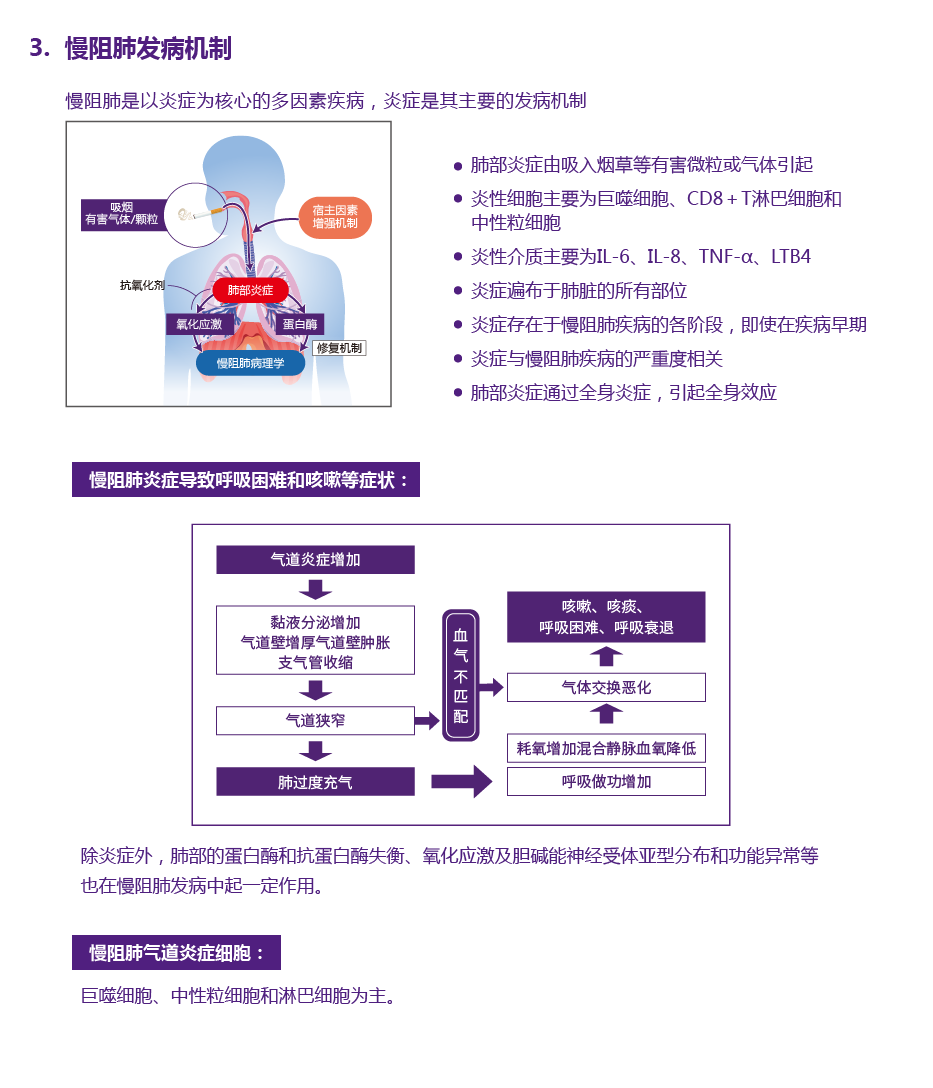 3. 慢阻肺发病机制
慢阻肺是以炎症为核心的多因素疾病，炎症是其主要的发病机制
吸烟
有害气体/颗粒
宿主因素
增强机制
抗氧化剂
肺部炎症
氧化应激
蛋白酶
修复机制
慢阻肺病理学
● 肺部炎症由吸入烟草等有害微粒或气体引起
● 炎性细胞主要为巨噬细胞、CD8＋T淋巴细胞和
中性粒细胞
● 炎性介质主要为IL-6、IL-8、TNF-α、LTB4
● 炎症遍布于肺脏的所有部位
● 炎症存在于慢阻肺疾病的各阶段，即使在疾病早期
● 炎症与慢阻肺疾病的严重度相关
● 肺部炎症通过全身炎症，引起全身效应
慢阻肺炎症导致呼吸困难和咳嗽等症状：
气道炎症增加
黏液分泌增加
气道壁增厚气道壁肿胀
支气管收缩
气道狭窄
肺过度充气
血气不匹配
咳嗽、咳痰、
呼吸困难、呼吸衰退
气体交换恶化
耗氧增加混合静脉血氧降低
呼吸做功增加
除炎症外，肺部的蛋白酶和抗蛋白酶失衡、氧化应激及胆碱能神经受体亚型分布和功能异常等
也在慢阻肺发病中起一定作用。
慢阻肺气道炎症细胞：
巨噬细胞、中性粒细胞和淋巴细胞为主。